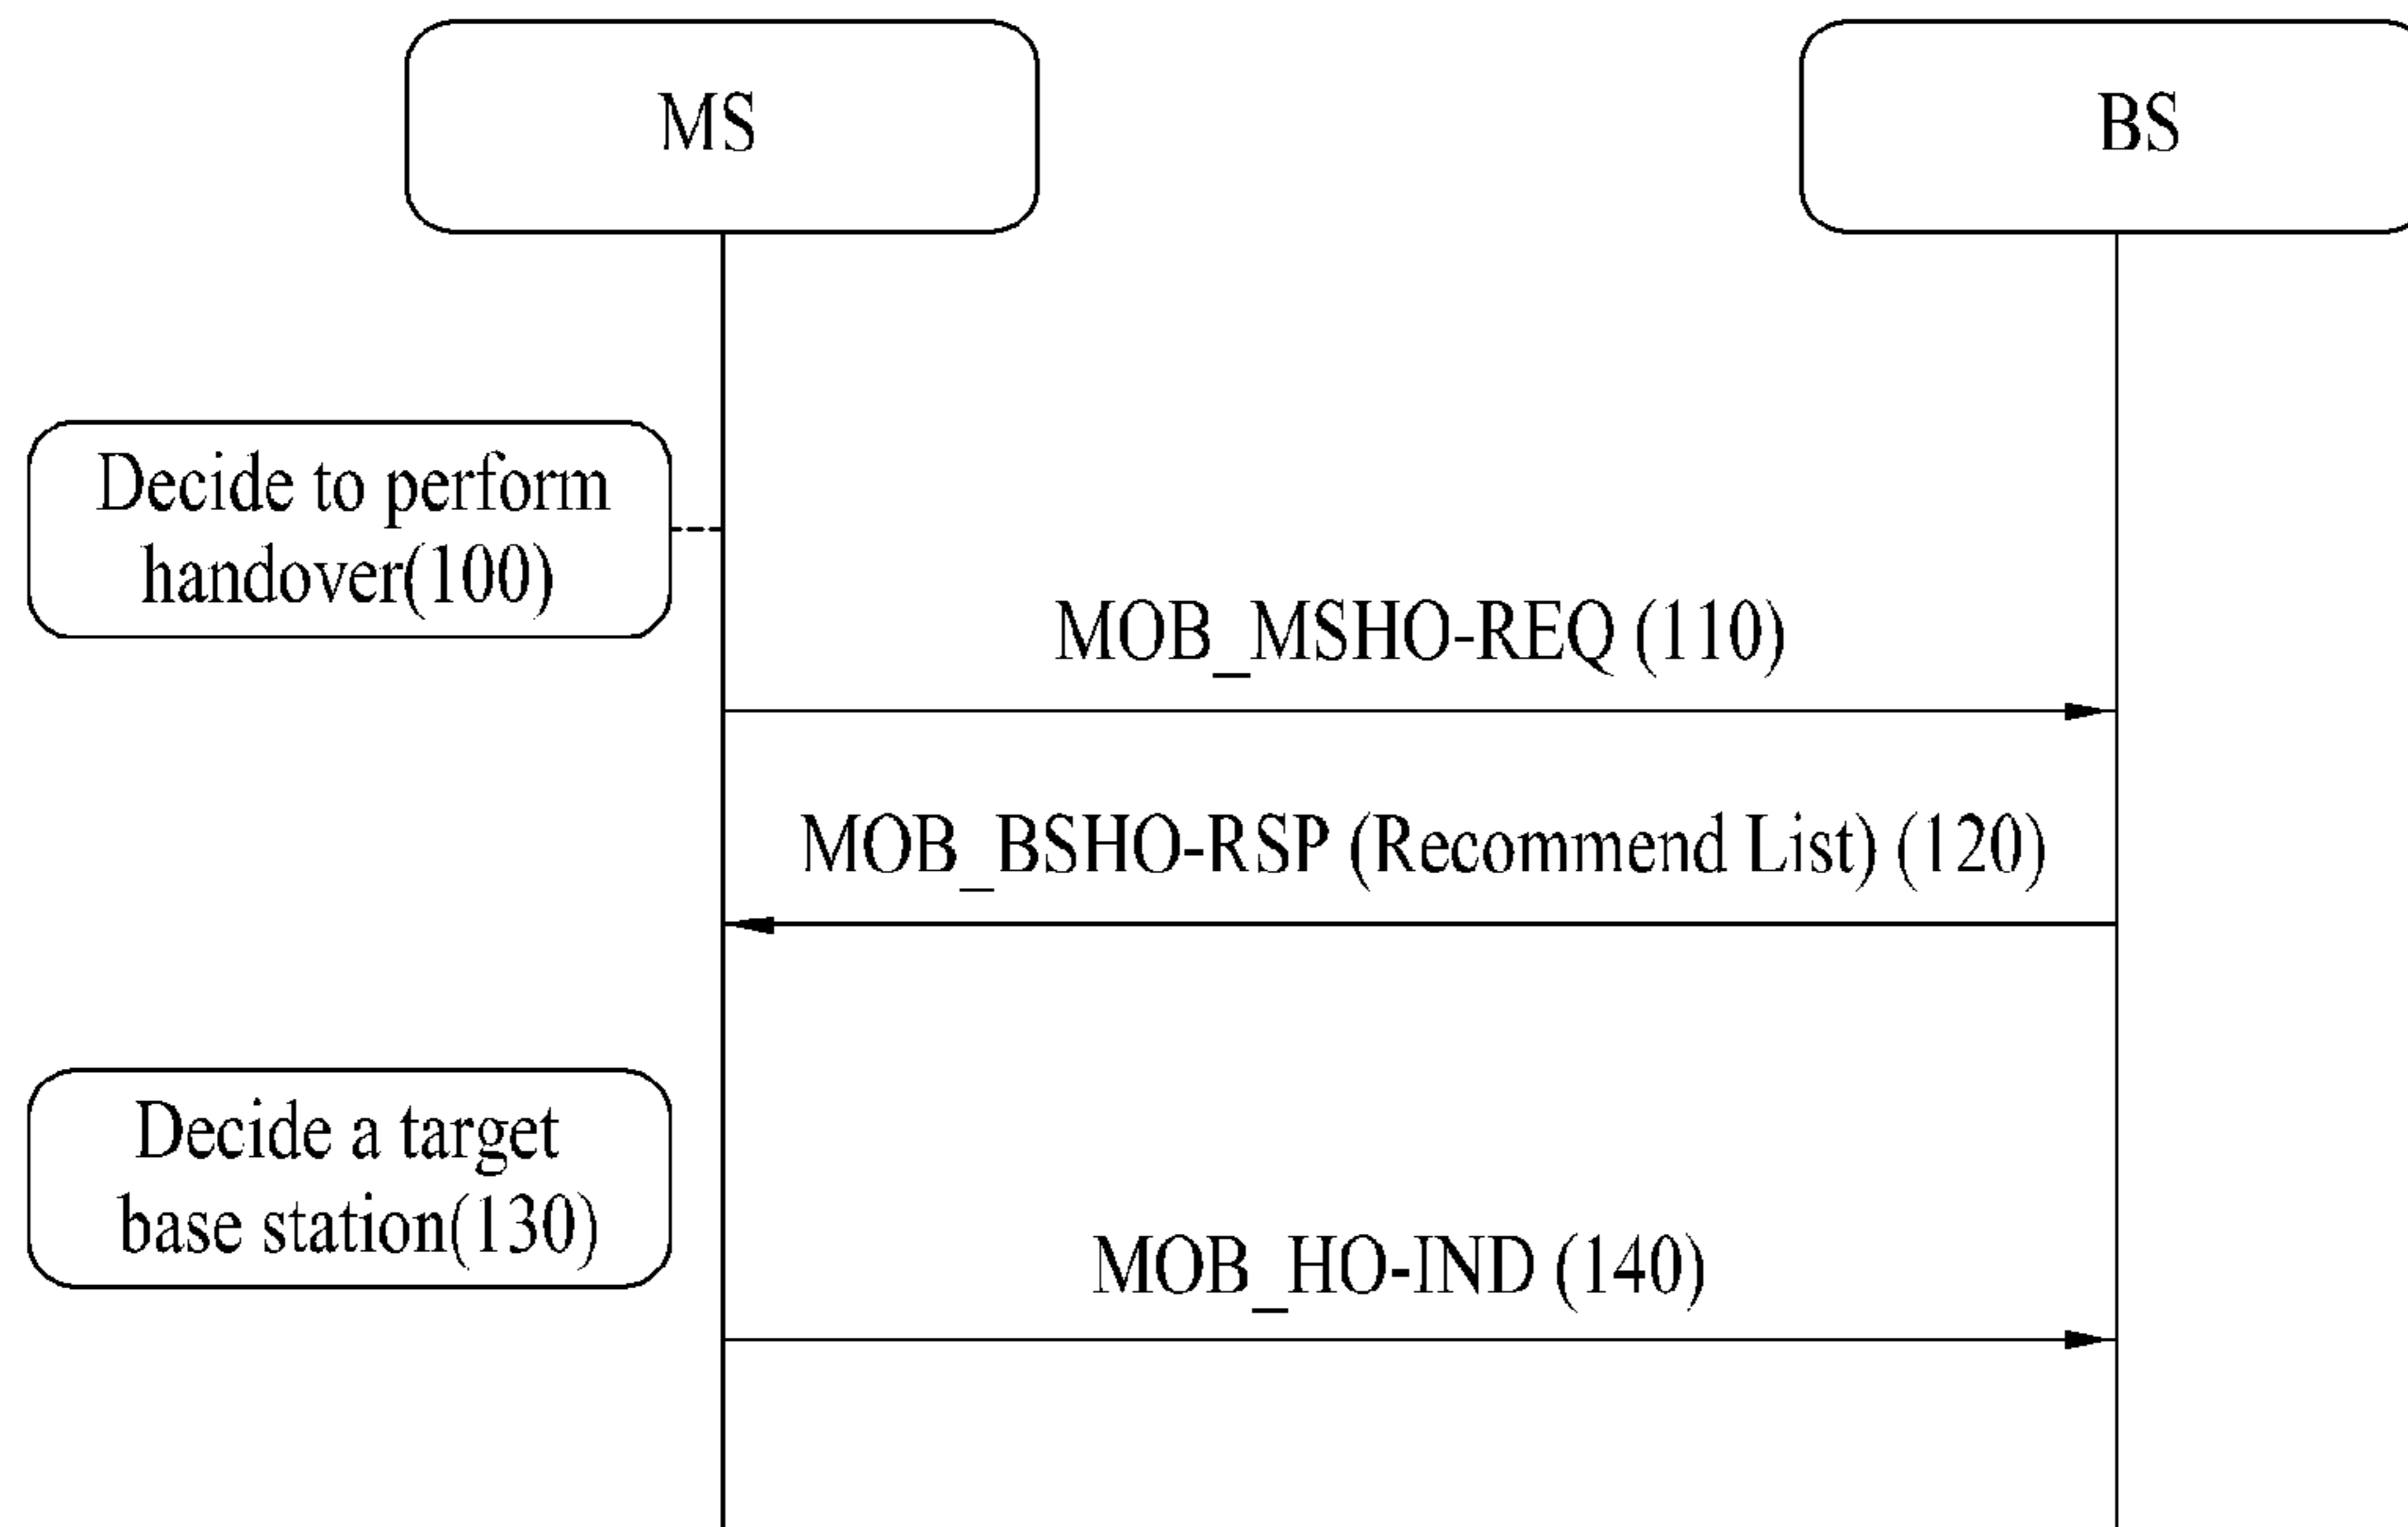 MS
BS
Decide to perform
handover(100)
MOB_MSHO-REQ (110)
MOB_BSHO-RSP (Recommend List) (120)
Decide a target
base station(130)
MOB_HO-IND (140)